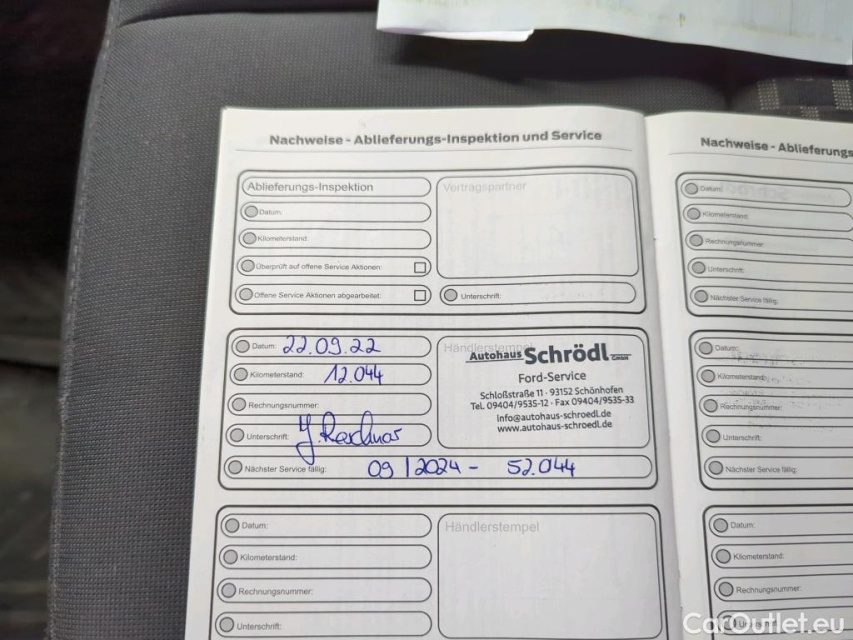 Nachweise - Ablieferungs-Inspektion und Service
Ablieferungs-Inspektion
Vertragspartner
Datum:
Kilometerstand:
Überprüft auf offene Service Aktionen:
Offene Service Aktionen abgearbeitet:
Unterschrift:
Datum: 22.09.22
Kilometerstand: 12.044
Rechnungsnummer:
Unterschrift:
Händlerstempel
Autohaus Schrödl GmbH
Ford-Service
Schloßstraße 11 · 93152 Schönhofen
Tel. 09404/9535-12 · Fax 09404/9535-33
info@autohaus-schroedl.de
www.autohaus-schroedl.de
Nächster Service fällig: 09/2024 - 52.044
Datum:
Kilometerstand:
Rechnungsnummer:
Unterschrift:
Händlerstempel
Nachweise - Ablieferungs
Datum:
Kilometerstand:
Rechnungsnummer:
Unterschrift:
Nächster Service fällig:
Datum:
Kilometerstand:
Rechnungsnummer:
Unterschrift:
Nächster Service fällig:
Datum:
Kilometerstand:
Rechnungsnummer:
CarOutlet.eu